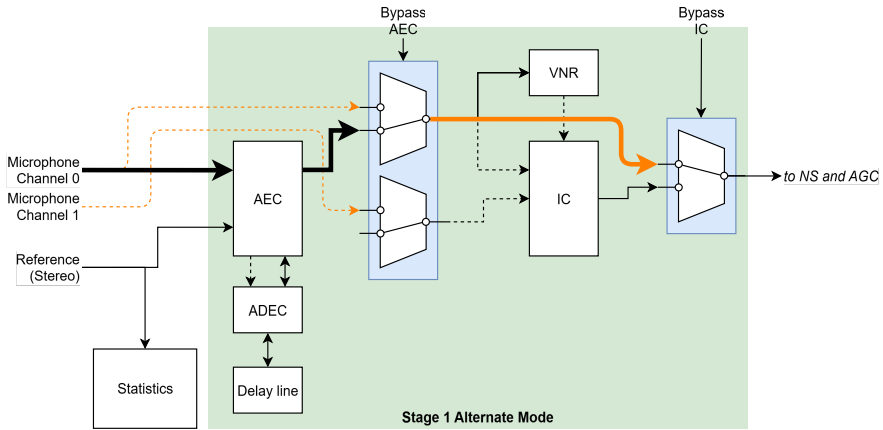 Bypass
AEC
Bypass
IC
VNR
Microphone
Channel 0
Microphone
Channel 1
AEC
IC
to NS and AGC
Reference
(Stereo)
ADEC
Statistics
Delay line
Stage 1 Alternate Mode